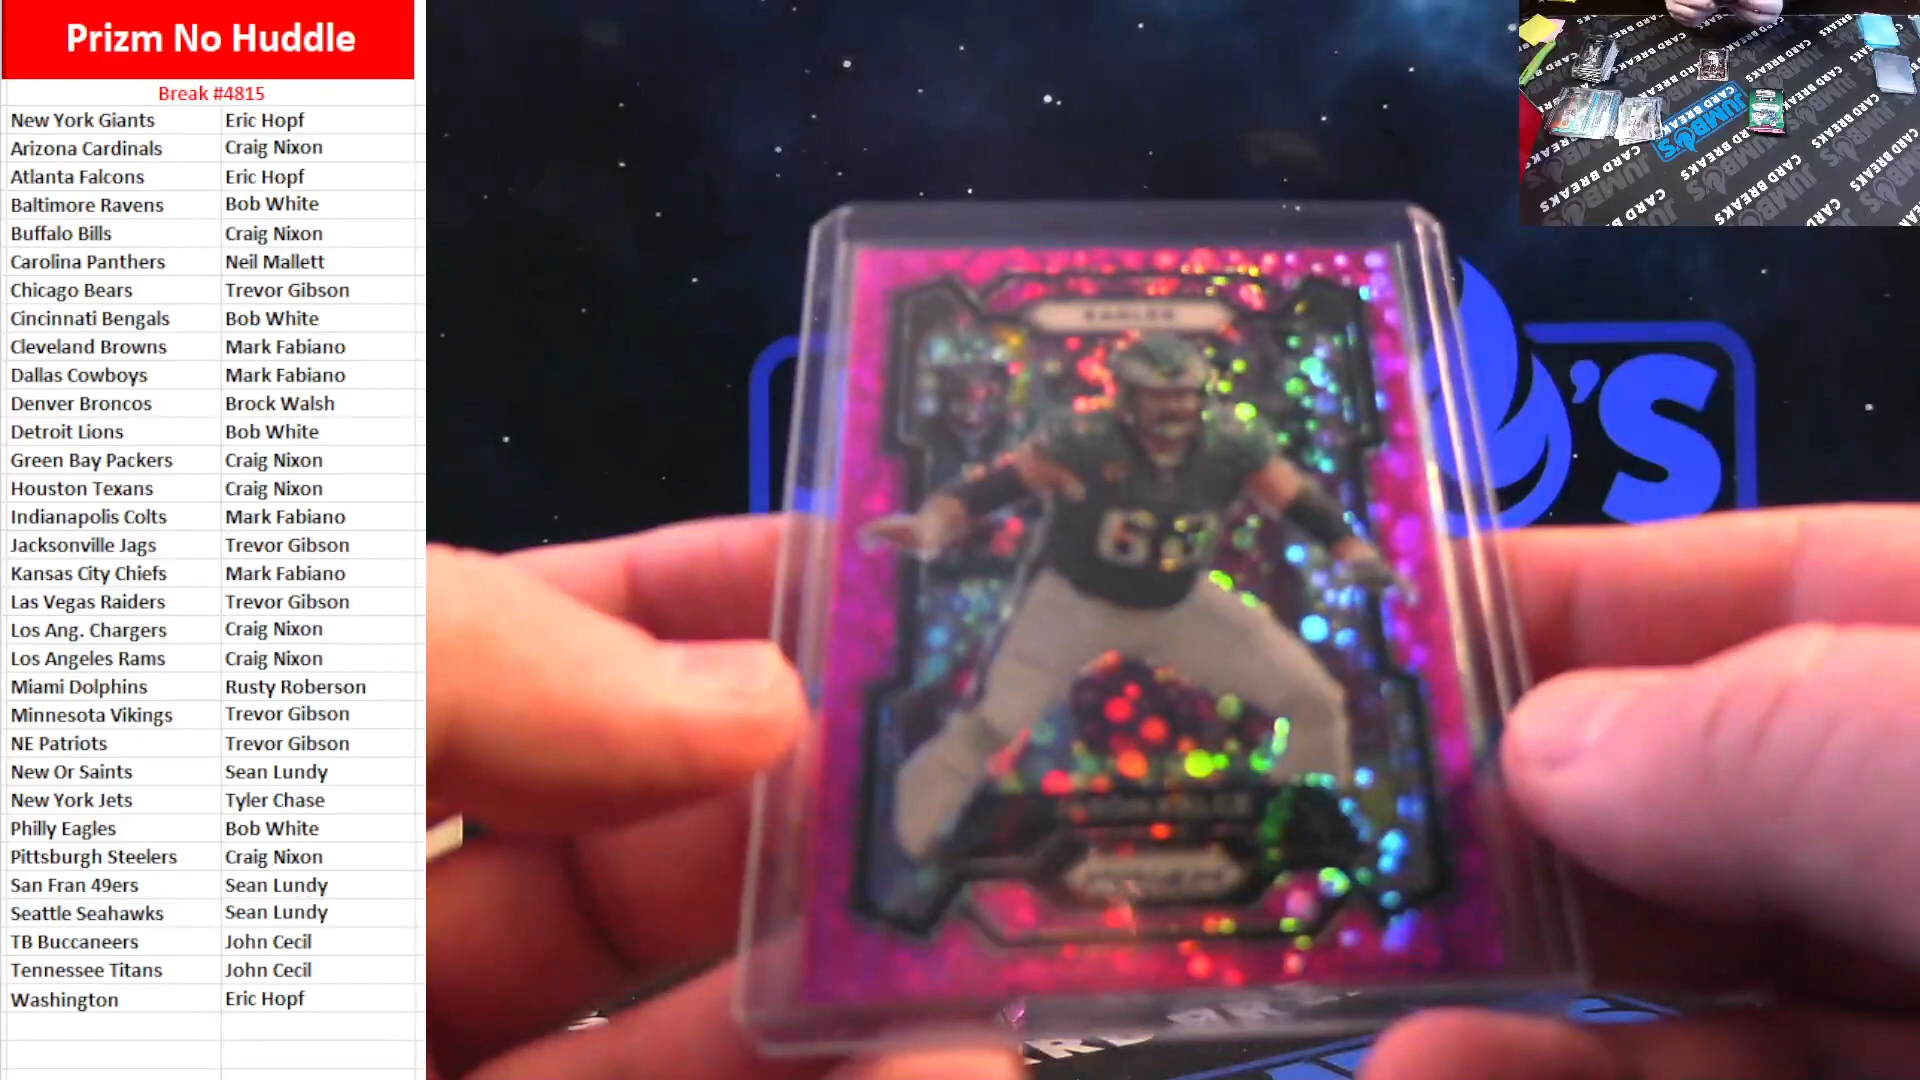 Prizm No Huddle
Break #4815
New York Giants Eric Hopf
Arizona Cardinals Craig Nixon
Atlanta Falcons Eric Hopf
Baltimore Ravens Bob White
Buffalo Bills Craig Nixon
Carolina Panthers Neil Mallett
Chicago Bears Trevor Gibson
Cincinnati Bengals Bob White
Cleveland Browns Mark Fabiano
Dallas Cowboys Mark Fabiano
Denver Broncos Brock Walsh
Detroit Lions Bob White
Green Bay Packers Craig Nixon
Houston Texans Craig Nixon
Indianapolis Colts Mark Fabiano
Jacksonville Jags Trevor Gibson
Kansas City Chiefs Mark Fabiano
Las Vegas Raiders Trevor Gibson
Los Ang. Chargers Craig Nixon
Los Angeles Rams Craig Nixon
Miami Dolphins Rusty Roberson
Minnesota Vikings Trevor Gibson
NE Patriots Trevor Gibson
New Or Saints Sean Lundy
New York Jets Tyler Chase
Philly Eagles Bob White
Pittsburgh Steelers Craig Nixon
San Fran 49ers Sean Lundy
Seattle Seahawks Sean Lundy
TB Buccaneers John Cecil
Tennessee Titans John Cecil
Washington Eric Hopf
EAGLES
'S
JUMBO'S
CARD BREAKS